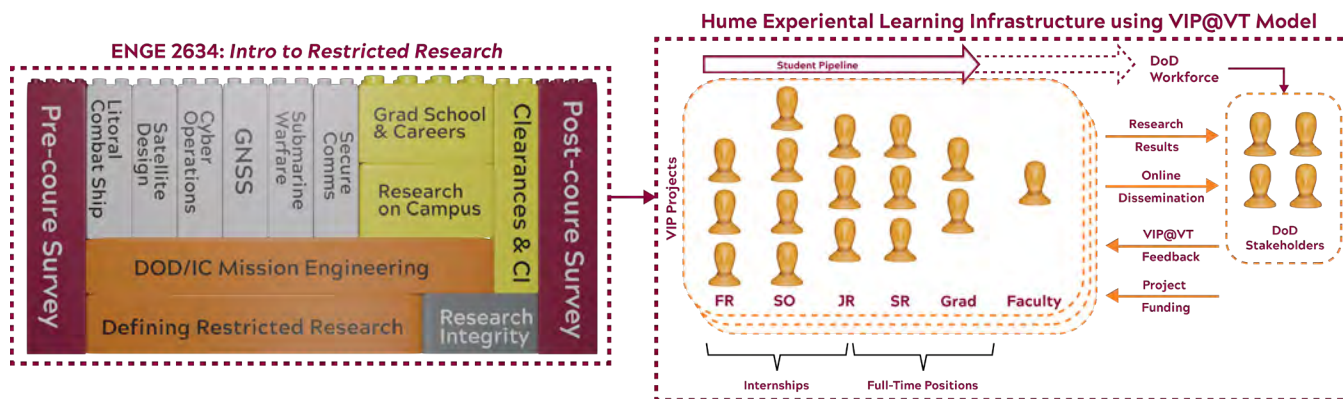 ENGE 2634: Intro to Restricted Research
Pre-coure Survey
Litoral
Combat Ship
Satellite
Design
Cyber
Operations
GNSS
Submarine
Warfare
Secure
Comms
Grad School
& Careers
Research
on Campus
Clearances & CI
Post-coure Survey
DOD/IC Mission Engineering
Defining Restricted Research
Research
Integrity
Hume Experiential Learning Infrastructure using VIP@VT Model
Student Pipeline
DoD
Workforce
VIP Projects
FR
SO
JR
SR
Grad
Faculty
Research
Results
Online
Dissemination
VIP@VT
Feedback
Project
Funding
DoD
Stakeholders
Internships
Full-Time Positions